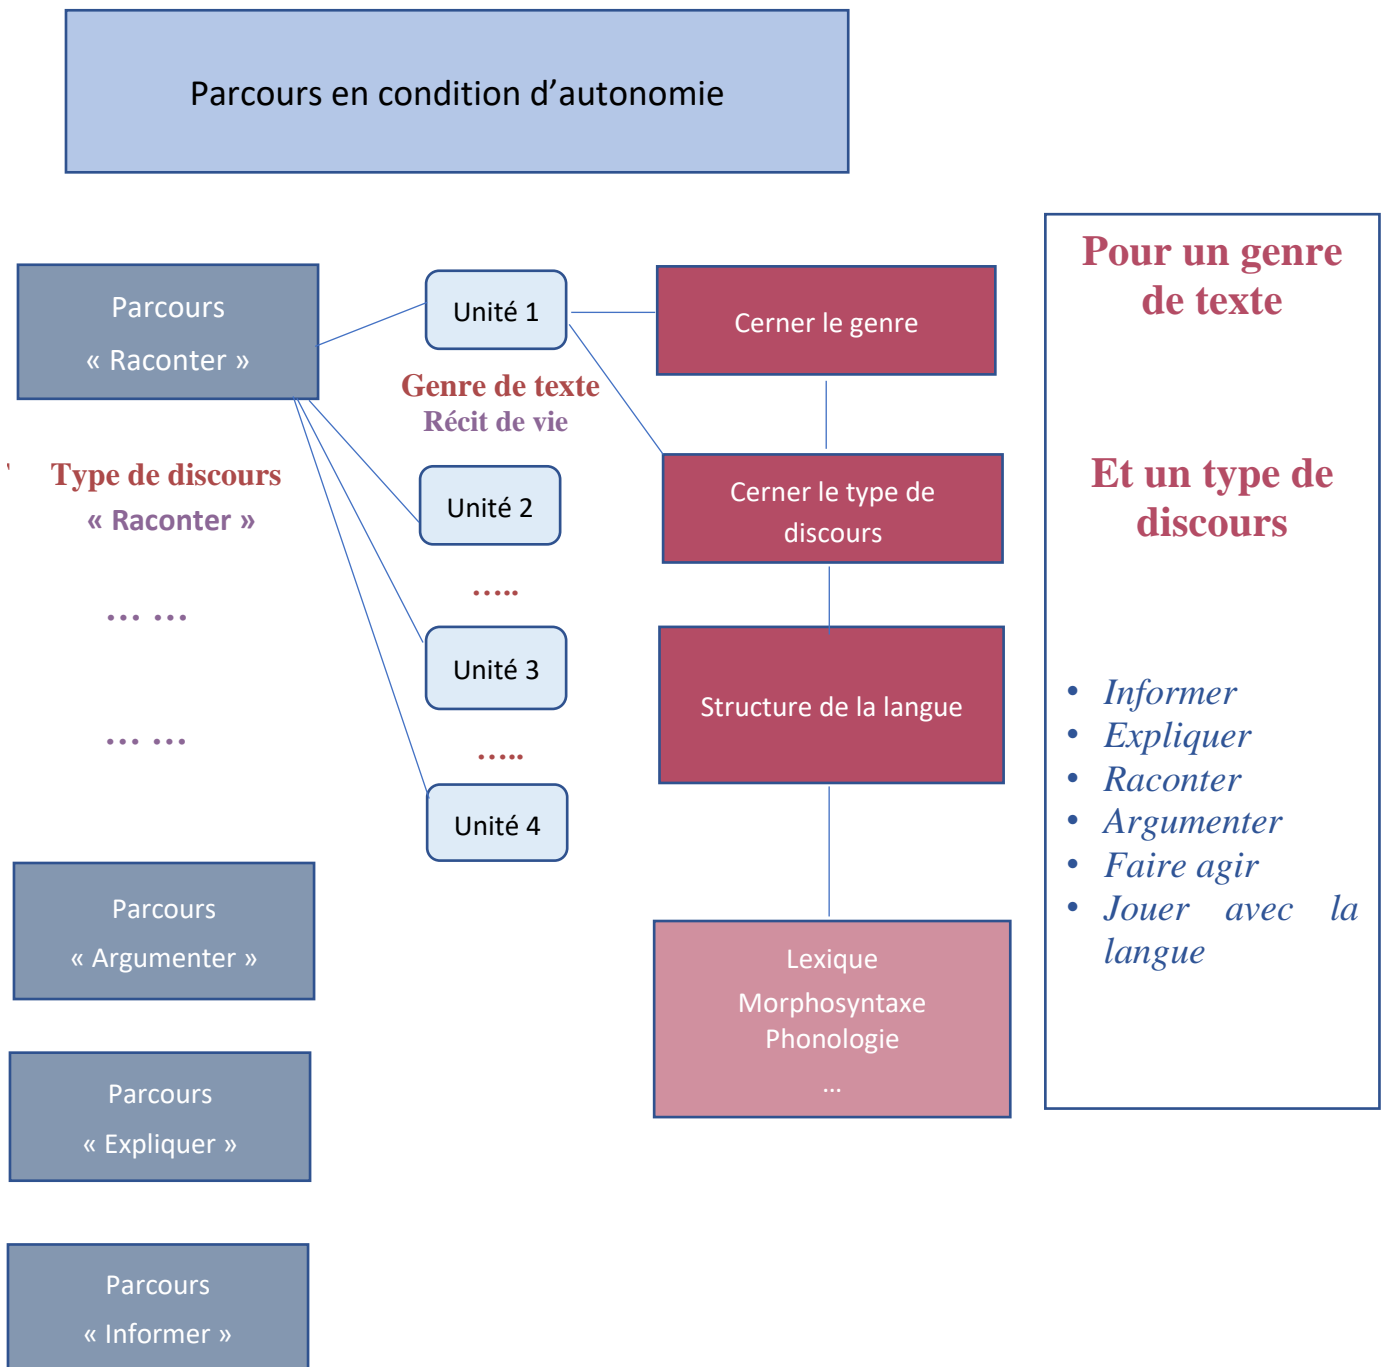 Parcours en condition d’autonomie
Parcours
« Raconter »
Type de discours
« Raconter »
… …
… …
Parcours
« Argumenter »
Parcours
« Expliquer »
Parcours
« Informer »
Unité 1
Genre de texte
Récit de vie
Unité 2
…..
Unité 3
…..
Unité 4
Cerner le genre
Cerner le type de
discours
Structure de la langue
Lexique
Morphosyntaxe
Phonologie
…
Pour un genre
de texte
Et un type de
discours
• Informer
• Expliquer
• Raconter
• Argumenter
• Faire agir
• Jouer avec la
langue